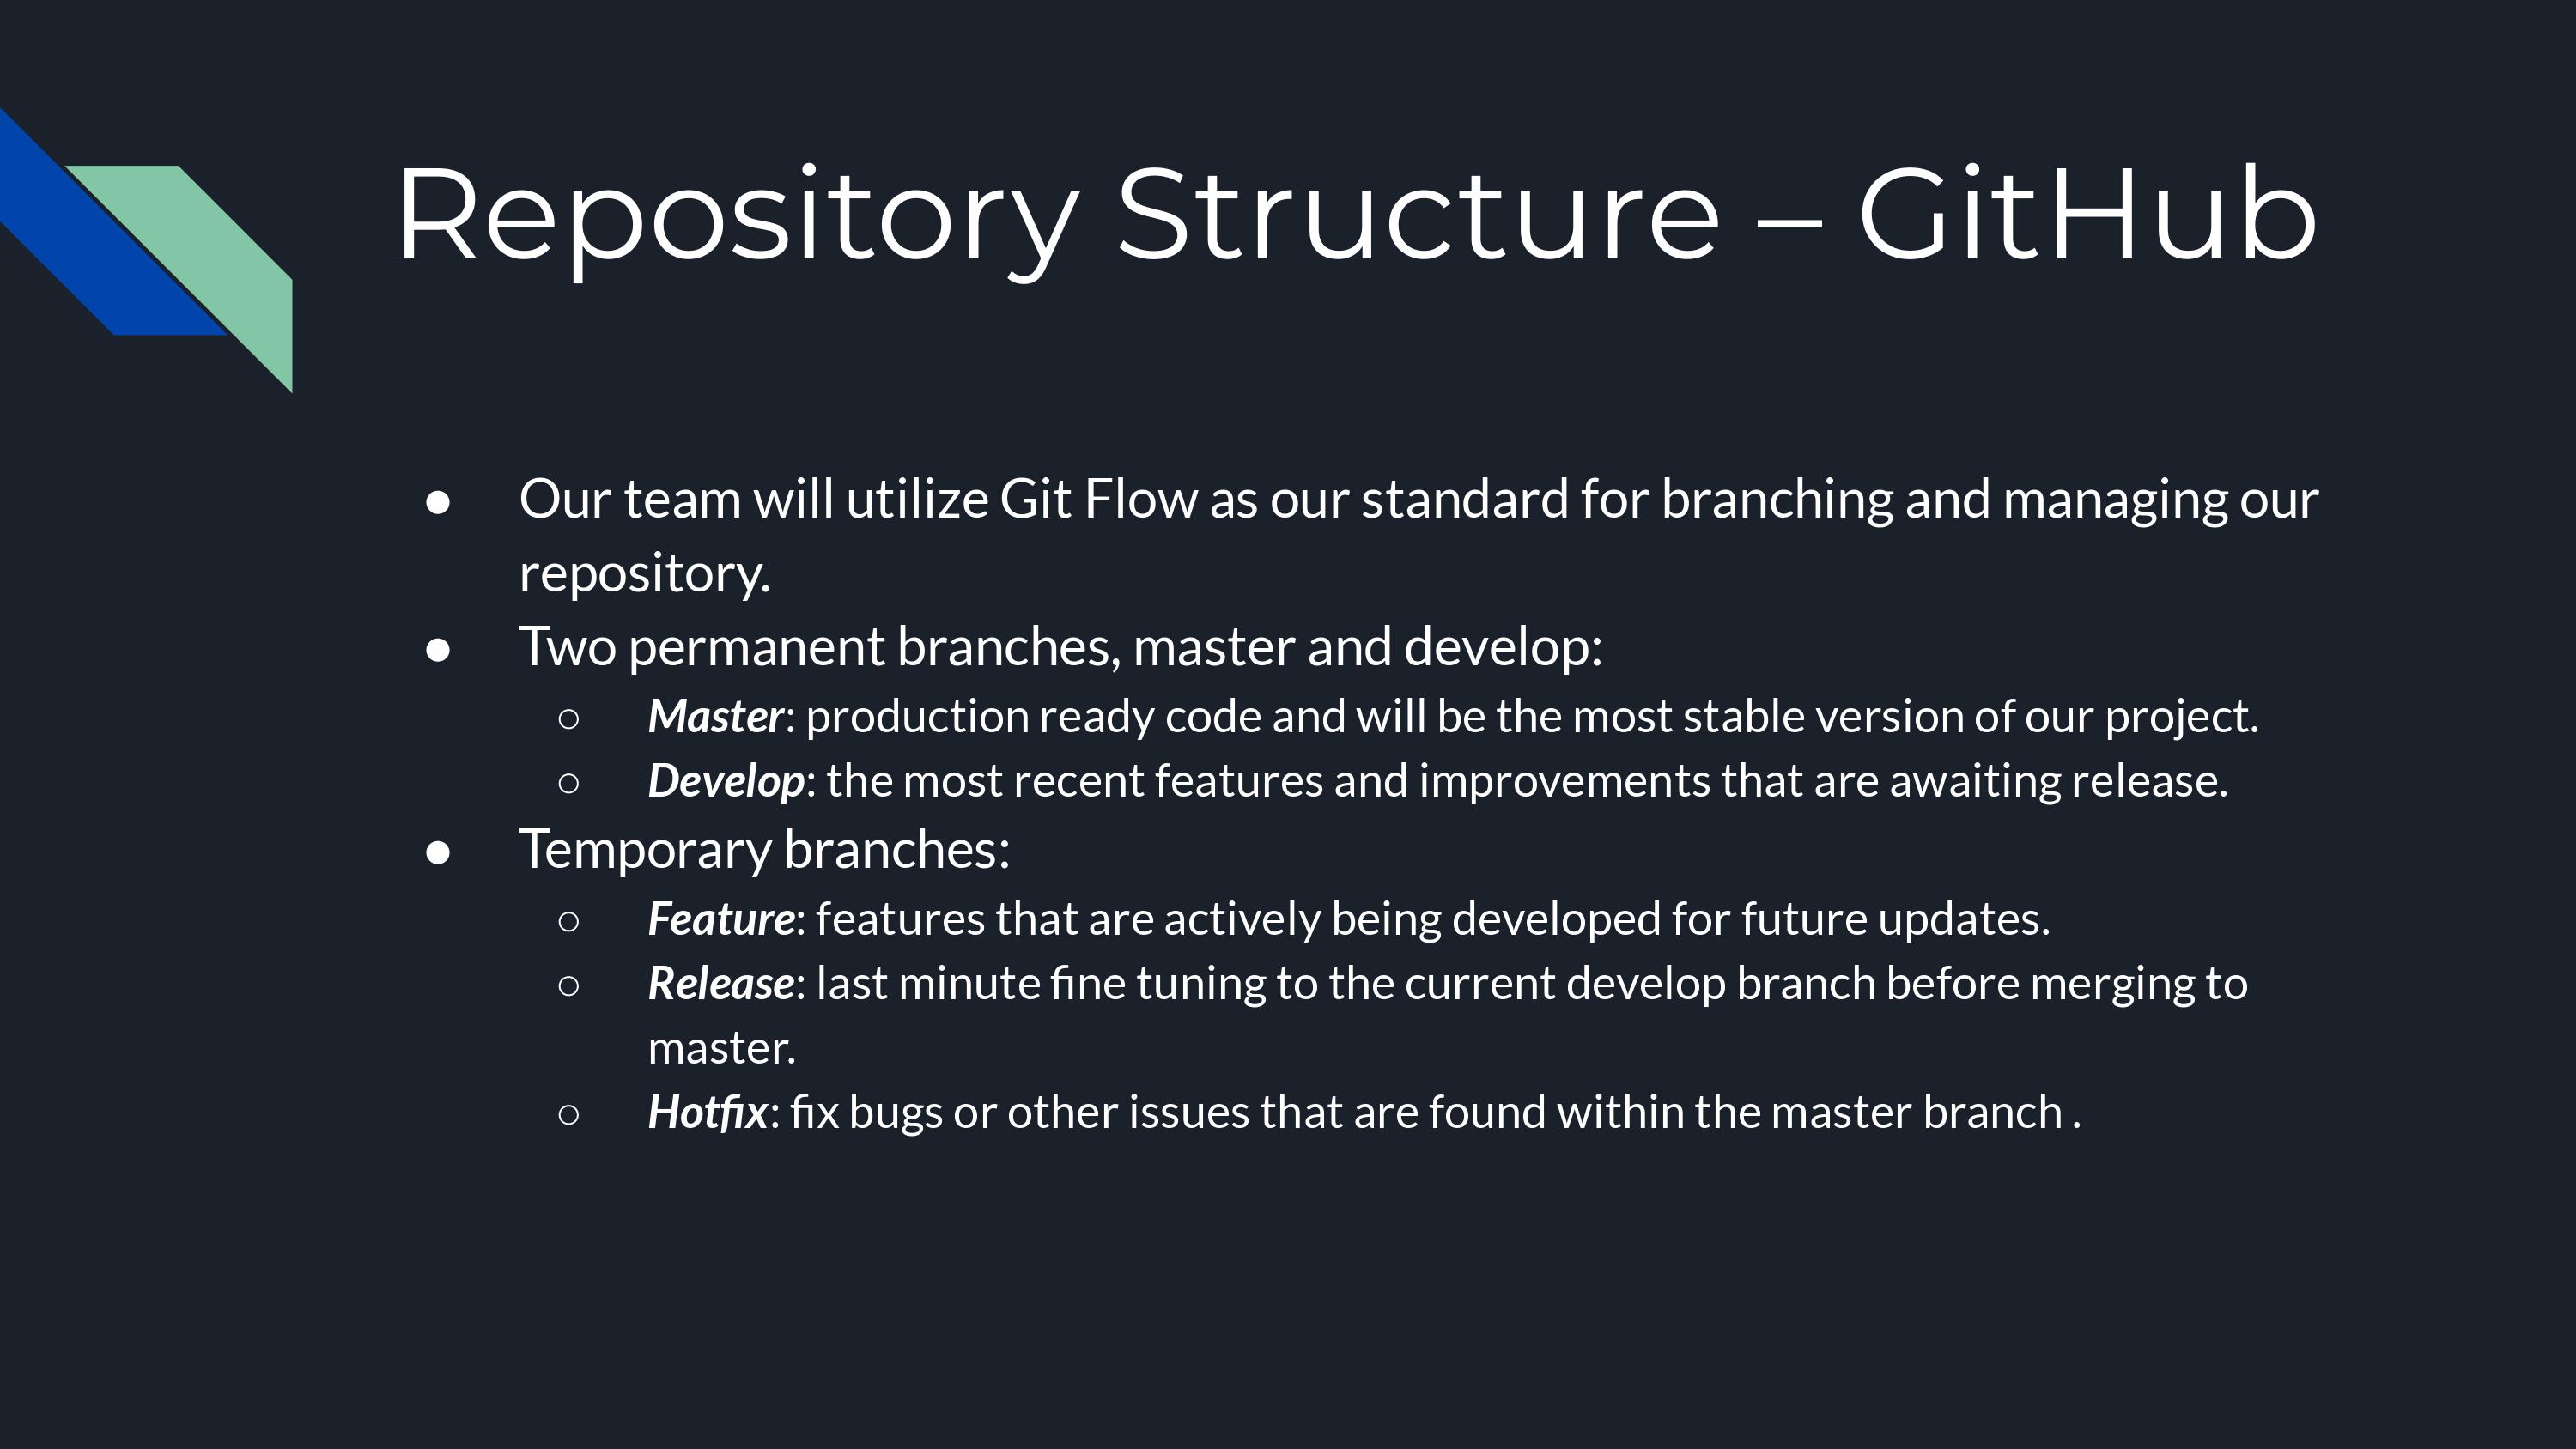 Repository Structure – GitHub
● Our team will utilize Git Flow as our standard for branching and managing our
repository.
● Two permanent branches, master and develop:
○ Master: production ready code and will be the most stable version of our project.
○ Develop: the most recent features and improvements that are awaiting release.
● Temporary branches:
○ Feature: features that are actively being developed for future updates.
○ Release: last minute fine tuning to the current develop branch before merging to
master.
○ Hotfix: fix bugs or other issues that are found within the master branch .